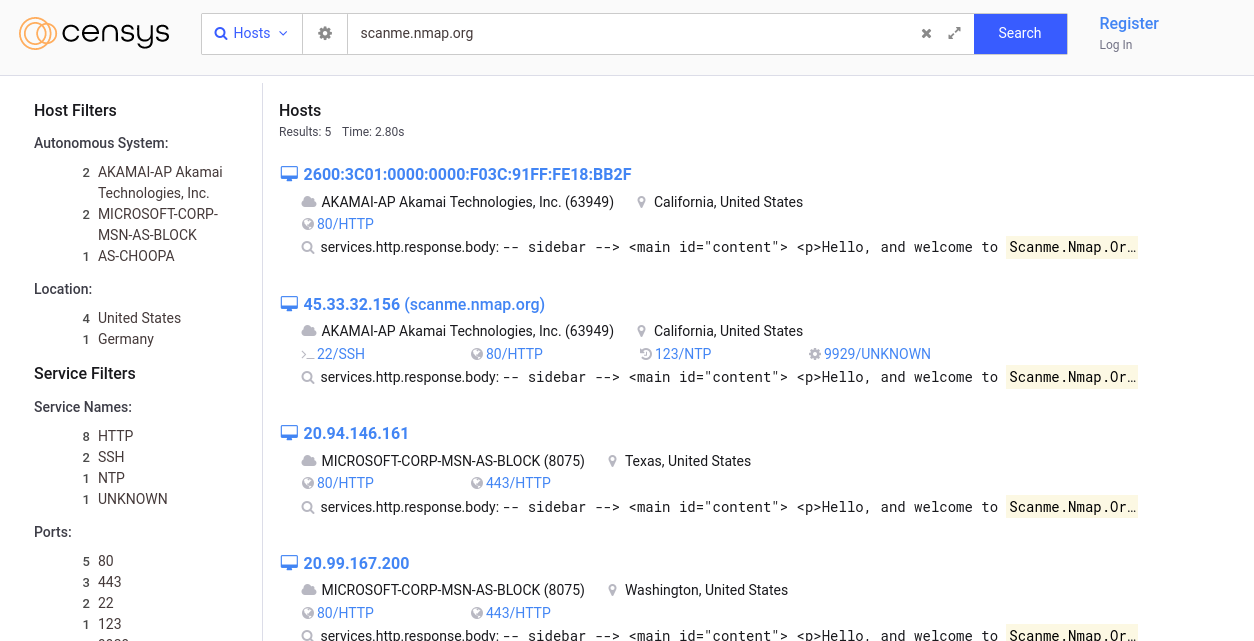 censys
Hosts
scanme.nmap.org
Search
Register
Log In
Host Filters
Autonomous System:
2 AKAMAI-AP Akamai
Technologies, Inc.
2 MICROSOFT-CORP-
MSN-AS-BLOCK
1 AS-CHOOPA
Location:
4 United States
1 Germany
Service Filters
Service Names:
8 HTTP
2 SSH
1 NTP
1 UNKNOWN
Ports:
5 80
3 443
2 22
1 123
Hosts
Results: 5 Time: 2.80s
2600:3C01:0000:0000:F03C:91FF:FE18:BB2F
AKAMAI-AP Akamai Technologies, Inc. (63949) California, United States
80/HTTP
services.http.response.body: -- sidebar --> <main id="content"> <p>Hello, and welcome to Scanme.Nmap.Or…
45.33.32.156 (scanme.nmap.org)
AKAMAI-AP Akamai Technologies, Inc. (63949) California, United States
22/SSH 80/HTTP 123/NTP 9929/UNKNOWN
services.http.response.body: -- sidebar --> <main id="content"> <p>Hello, and welcome to Scanme.Nmap.Or…
20.94.146.161
MICROSOFT-CORP-MSN-AS-BLOCK (8075) Texas, United States
80/HTTP 443/HTTP
services.http.response.body: -- sidebar --> <main id="content"> <p>Hello, and welcome to Scanme.Nmap.Or…
20.99.167.200
MICROSOFT-CORP-MSN-AS-BLOCK (8075) Washington, United States
80/HTTP 443/HTTP
services.http.response.body: -- sidebar --> <main id="content"> <p>Hello, and welcome to Scanme.Nmap.Or…